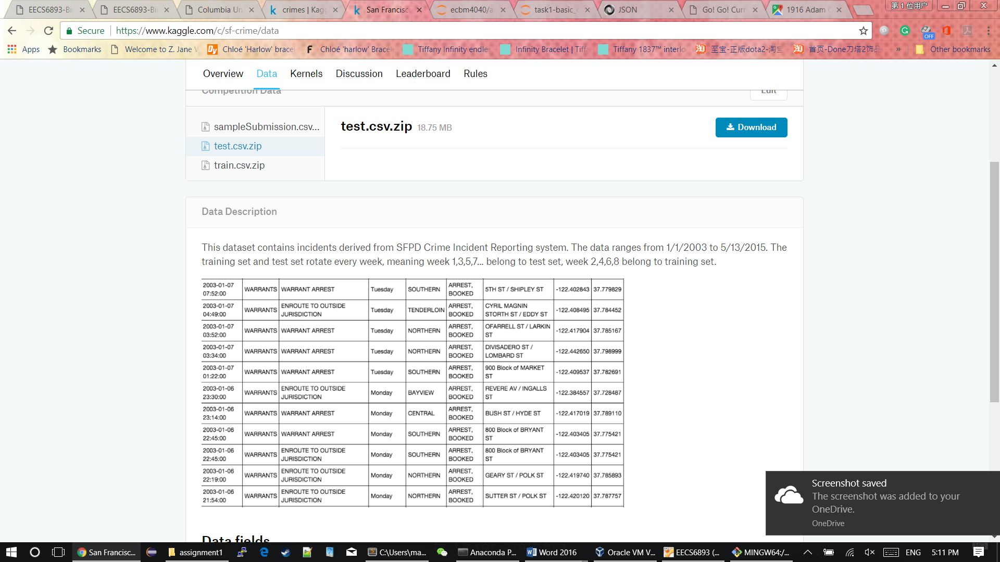 EECS6893-Bi
EECS6893-Bi
Columbia Un
crimes | Kagg
San Francisc
ecbm4040/a
task1-basic_c
JSON
Go! Go! Curr
1916 Adam C
第 1 位用户
Secure
https://www.kaggle.com/c/sf-crime/data
OFF
Apps
Bookmarks
Welcome to Z. Jane V
Dy
Chloé 'Harlow' brace
F
Chloé 'harlow' Brace
Tiffany Infinity endles
Infinity Bracelet | Tiffa
Tiffany 1837™ interlo
淘
至宝-正版dota2-淘宝
淘
首页-Done刀塔2饰品
»
Other bookmarks
Overview
Data
Kernels
Discussion
Leaderboard
Rules
Competition Data
Edit
sampleSubmission.csv...
test.csv.zip
train.csv.zip
test.csv.zip 18.75 MB
Download
Data Description
This dataset contains incidents derived from SFPD Crime Incident Reporting system. The data ranges from 1/1/2003 to 5/13/2015. The
training set and test set rotate every week, meaning week 1,3,5,7... belong to test set, week 2,4,6,8 belong to training set.
2003-01-07 07:52:00 WARRANTS WARRANT ARREST Tuesday SOUTHERN ARREST, BOOKED 5TH ST / SHIPLEY ST -122.402843 37.779829
2003-01-07 04:49:00 WARRANTS ENROUTE TO OUTSIDE JURISDICTION Tuesday TENDERLOIN ARREST, BOOKED CYRIL MAGNIN STORTH ST / EDDY ST -122.408495 37.784452
2003-01-07 03:52:00 WARRANTS WARRANT ARREST Tuesday NORTHERN ARREST, BOOKED OFARRELL ST / LARKIN ST -122.417904 37.785167
2003-01-07 03:34:00 WARRANTS WARRANT ARREST Tuesday NORTHERN ARREST, BOOKED DIVISADERO ST / LOMBARD ST -122.442650 37.798999
2003-01-07 01:22:00 WARRANTS WARRANT ARREST Tuesday SOUTHERN ARREST, BOOKED 900 Block of MARKET ST -122.409537 37.782691
2003-01-06 23:30:00 WARRANTS ENROUTE TO OUTSIDE JURISDICTION Monday BAYVIEW ARREST, BOOKED REVERE AV / INGALLS ST -122.384557 37.728487
2003-01-06 23:14:00 WARRANTS WARRANT ARREST Monday CENTRAL ARREST, BOOKED BUSH ST / HYDE ST -122.417019 37.789110
2003-01-06 22:45:00 WARRANTS WARRANT ARREST Monday SOUTHERN ARREST, BOOKED 800 Block of BRYANT ST -122.403405 37.775421
2003-01-06 22:45:00 WARRANTS ENROUTE TO OUTSIDE JURISDICTION Monday SOUTHERN ARREST, BOOKED 800 Block of BRYANT ST -122.403405 37.775421
2003-01-06 22:19:00 WARRANTS ENROUTE TO OUTSIDE JURISDICTION Monday NORTHERN ARREST, BOOKED GEARY ST / POLK ST -122.419740 37.785893
2003-01-06 21:54:00 WARRANTS ENROUTE TO OUTSIDE JURISDICTION Monday NORTHERN ARREST, BOOKED SUTTER ST / POLK ST -122.420120 37.787757
Data fields
Screenshot saved
The screenshot was added to your
OneDrive.
OneDrive
San Francisc...
assignment1
C:\Users\ma...
Anaconda P...
Word 2016
Oracle VM V...
EECS6893 (...
MINGW64:/...
ENG
5:11 PM